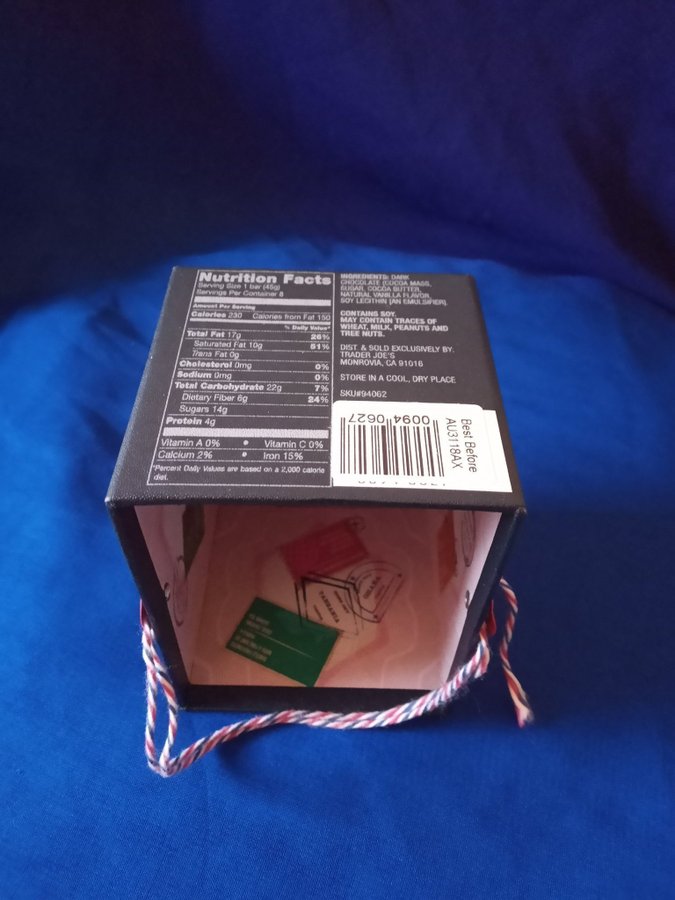 Nutrition Facts
Serving Size 1 bar (45g)
Servings Per Container 8
Amount Per Serving
Calories 230 Calories from Fat 150
% Daily Value*
Total Fat 17g 26%
Saturated Fat 10g 51%
Trans Fat 0g
Cholesterol 0mg 0%
Sodium 0mg 0%
Total Carbohydrate 22g 7%
Dietary Fiber 6g 24%
Sugars 14g
Protein 4g
Vitamin A 0% • Vitamin C 0%
Calcium 2% • Iron 15%
*Percent Daily Values are based on a 2,000 calorie
diet.
INGREDIENTS: DARK
CHOCOLATE (COCOA MASS,
SUGAR, COCOA BUTTER,
NATURAL VANILLA FLAVOR,
SOY LECITHIN [AN EMULSIFIER]
CONTAINS SOY.
MAY CONTAIN TRACES OF
WHEAT, MILK, PEANUTS AND
TREE NUTS.
DIST & SOLD EXCLUSIVELY BY:
TRADER JOE'S
MONROVIA, CA 91016
STORE IN A COOL, DRY PLACE
SKU#94062
0094 0627
Best Before
AU3118AX
TANZANIA
GHANA